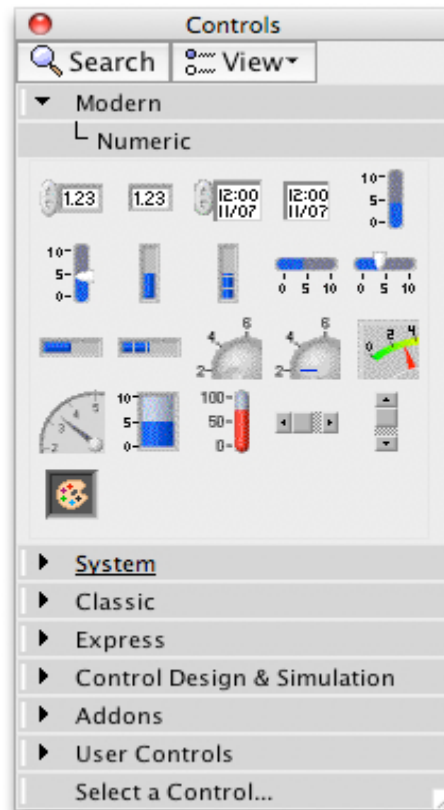 Controls
Search View
Modern
Numeric
1.23 1.23 12:00 11/07 12:00 11/07 10- 5- 0-
10- 5- 0- 0 5 10 0 5 10
2- 4 6 2- 4 6 0 2 4
2 3 4 5 10- 5- 0- 100- 50- 0-
System
Classic
Express
Control Design & Simulation
Addons
User Controls
Select a Control...